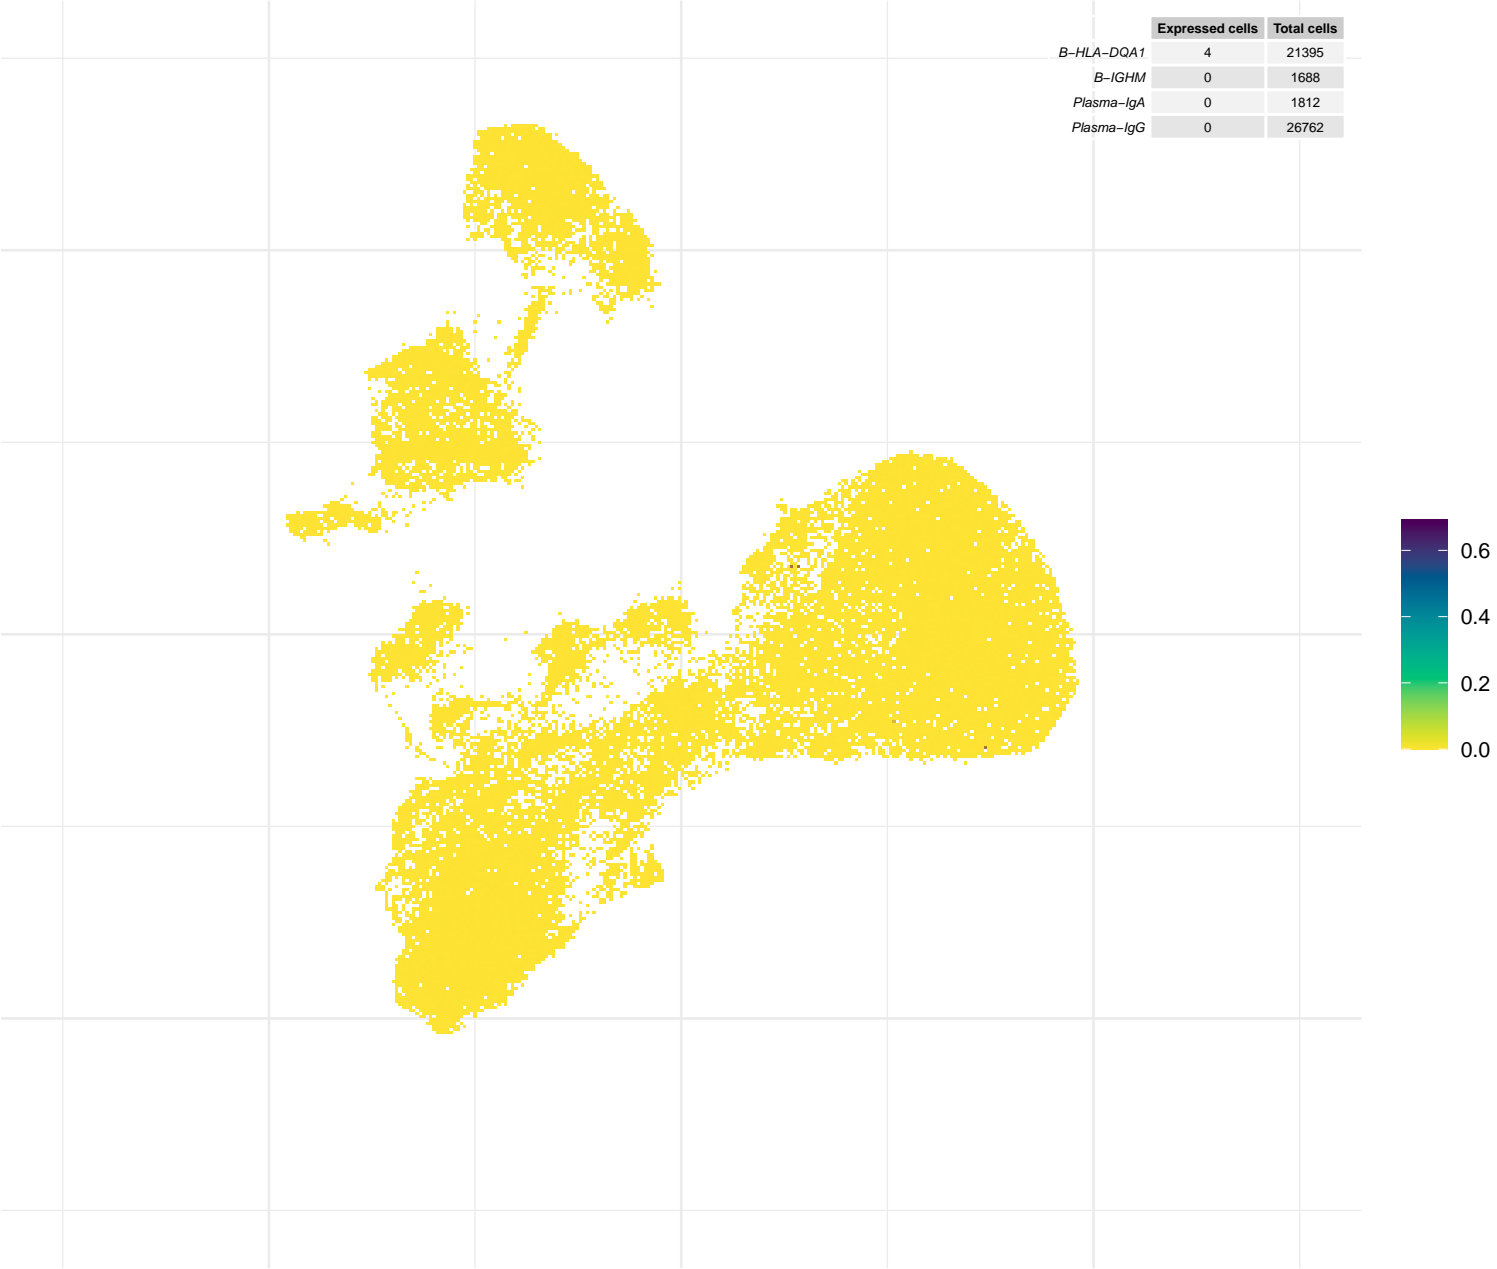 Expressed cells Total cells
B−HLA−DQA1 4 21395
B−IGHM 0 1688
Plasma−IgA 0 1812
Plasma−IgG 0 26762
0.6
0.4
0.2
0.0